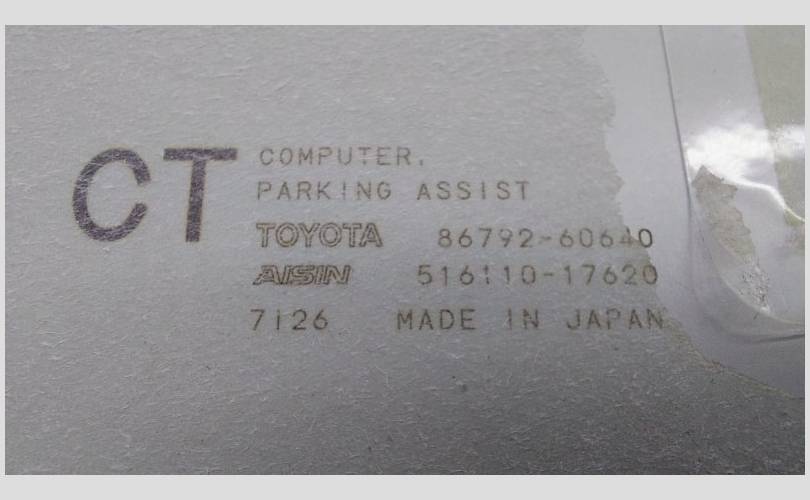 CT
COMPUTER,
PARKING ASSIST
TOYOTA 86792-60640
AISIN 516110-17620
7126 MADE IN JAPAN